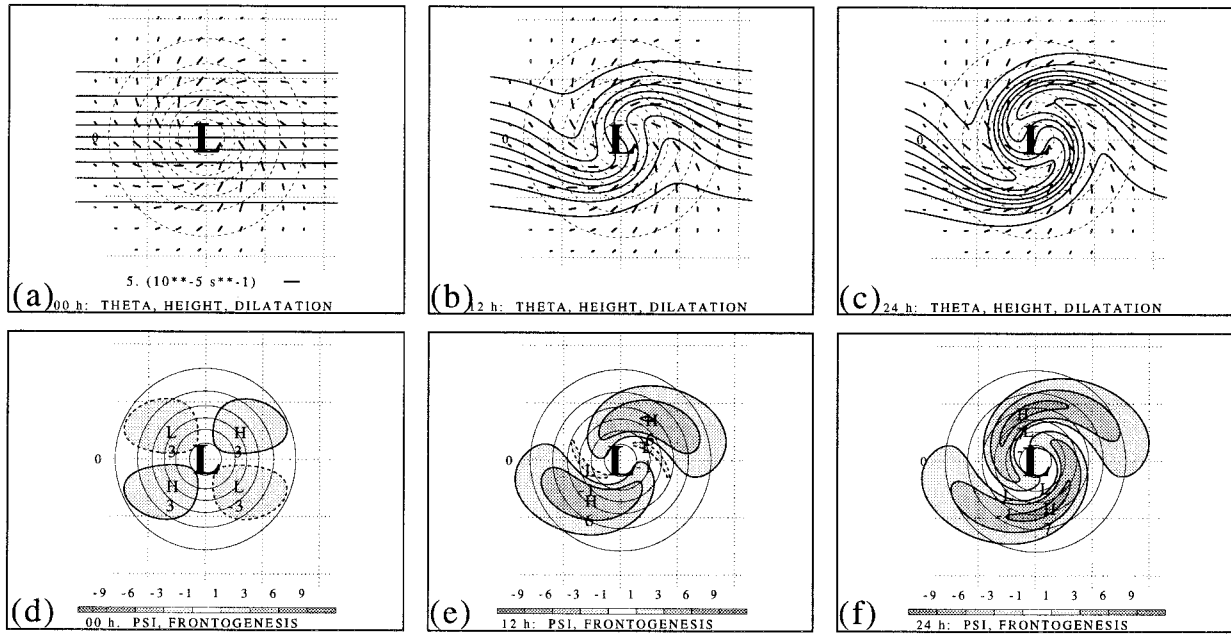 L
0
5. (10**-5 s**-1)
(a) 00 h: THETA, HEIGHT, DILATATION
L
0
(b) 12 h: THETA, HEIGHT, DILATATION
L
0
(c) 24 h: THETA, HEIGHT, DILATATION
L
-3
H
3
L
0
H
3
L
-3
-9 -6 -3 1 3 6 9
(d) 00 h: PSI, FRONTOGENESIS
H
6
L
0
L
-1
H
6
-9 -6 -3 1 3 6 9
(e) 12 h: PSI, FRONTOGENESIS
H
7
L
0
H
7
-9 -6 -3 1 3 6 9
(f) 24 h: PSI, FRONTOGENESIS